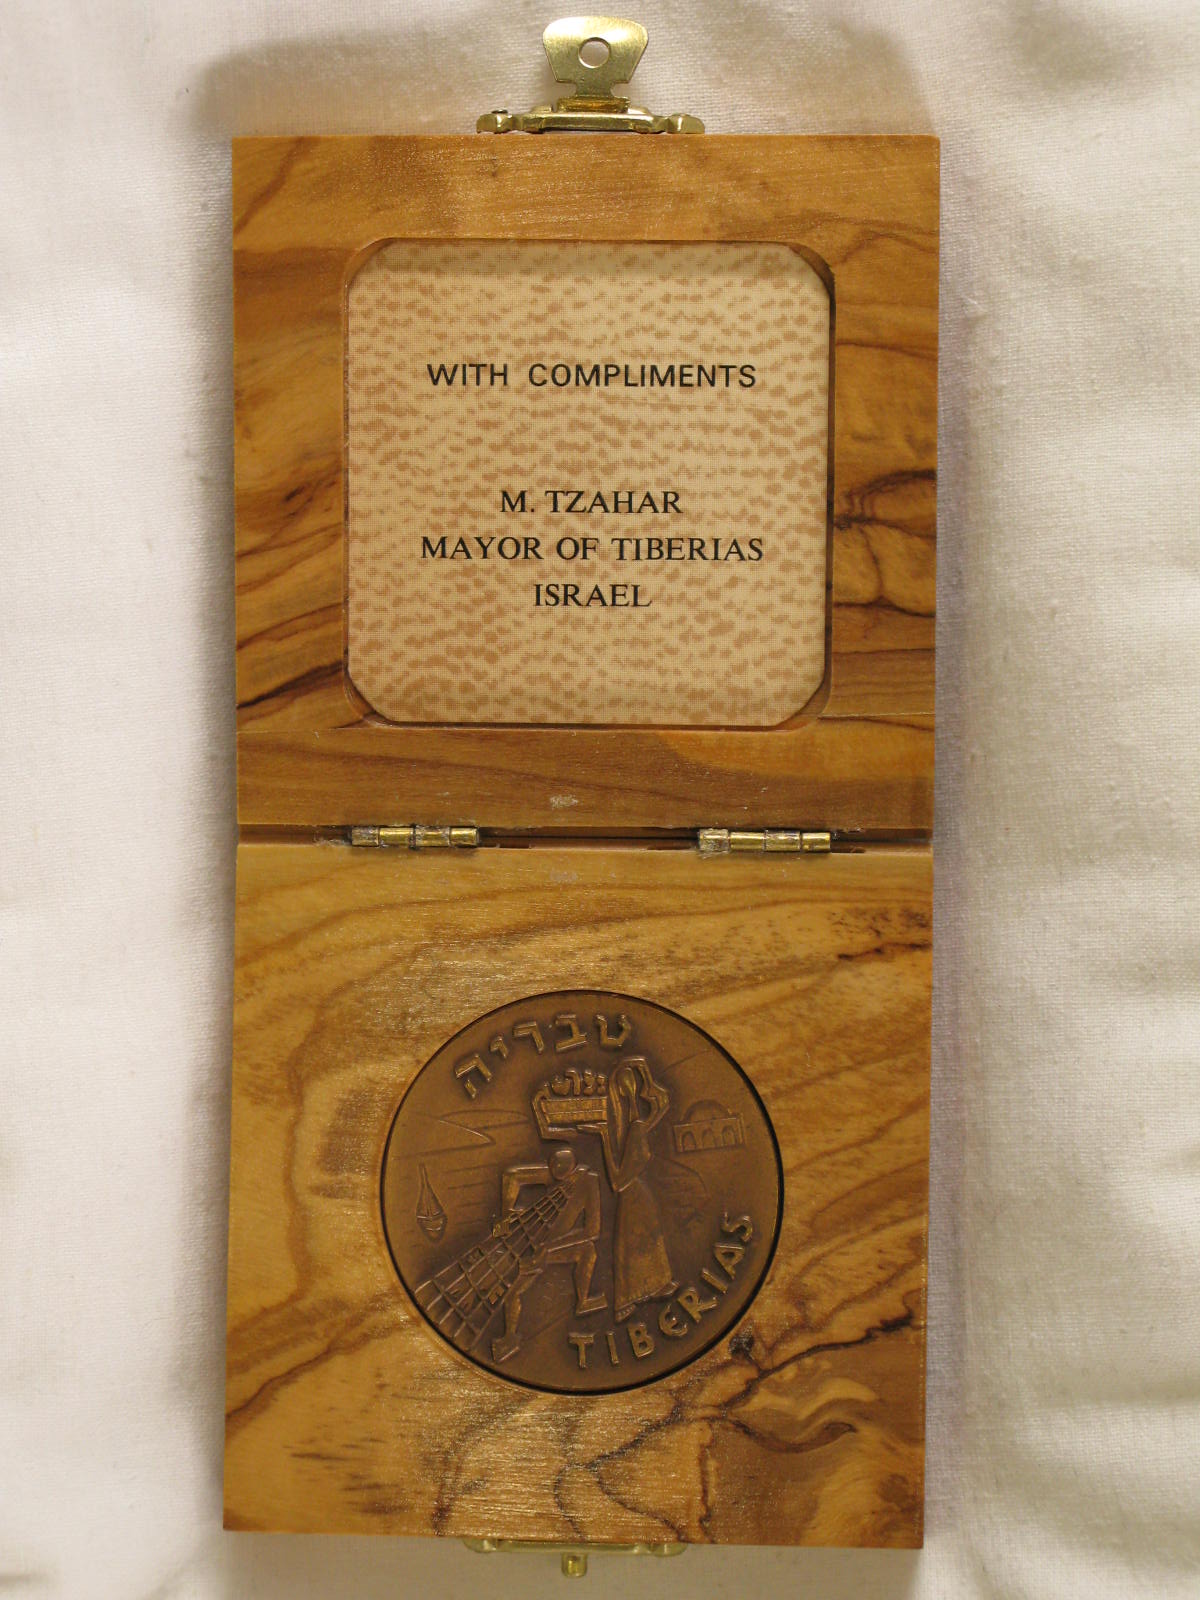 WITH COMPLIMENTS
M. TZAHAR
MAYOR OF TIBERIAS
ISRAEL
טבריה
TIBERIAS